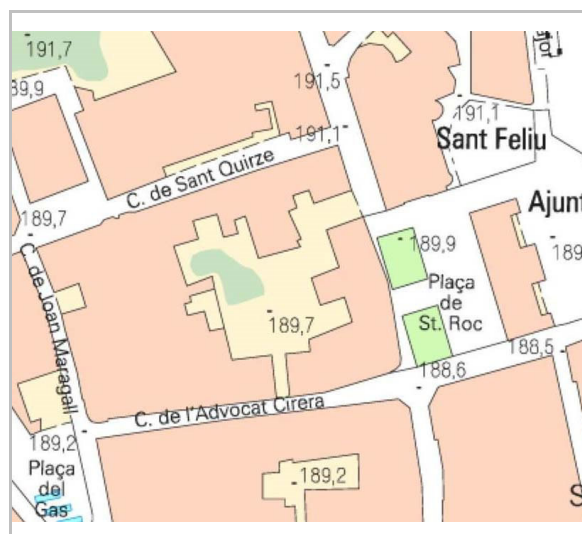 191,7
89,9
191,5
191,1
191,1
Sant Feliu
C. de Sant Quirze
189,7
Ajunt
189,9
189
C. de Joan Maragall
Plaça
de
St. Roc
189,7
188,5
188,6
C. de l'Advocat Cirera
189,2
Plaça
del
Gas
189,2
S